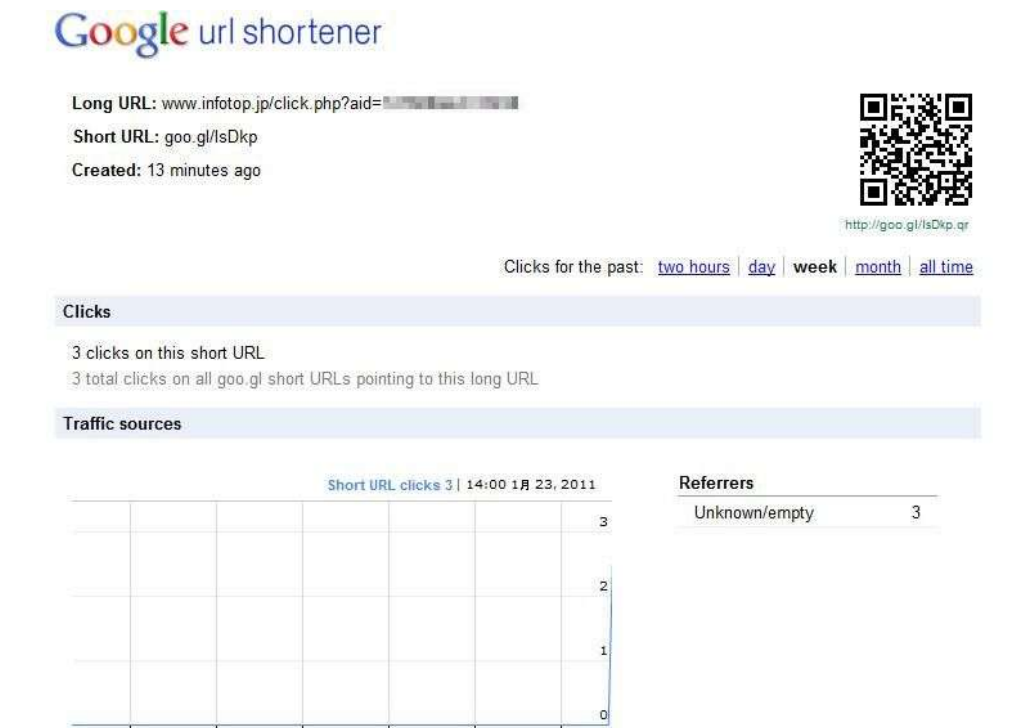 Google url shortener
Long URL: www.infotop.jp/click.php?aid=
Short URL: goo.gl/IsDkp
Created: 13 minutes ago
http://goo.gl/IsDkp.qr
Clicks for the past: two hours day week month all time
Clicks
3 clicks on this short URL
3 total clicks on all goo.gl short URLs pointing to this long URL
Traffic sources
Short URL clicks 3 | 14:00 1月 23, 2011
3
2
1
0
Referrers
Unknown/empty 3